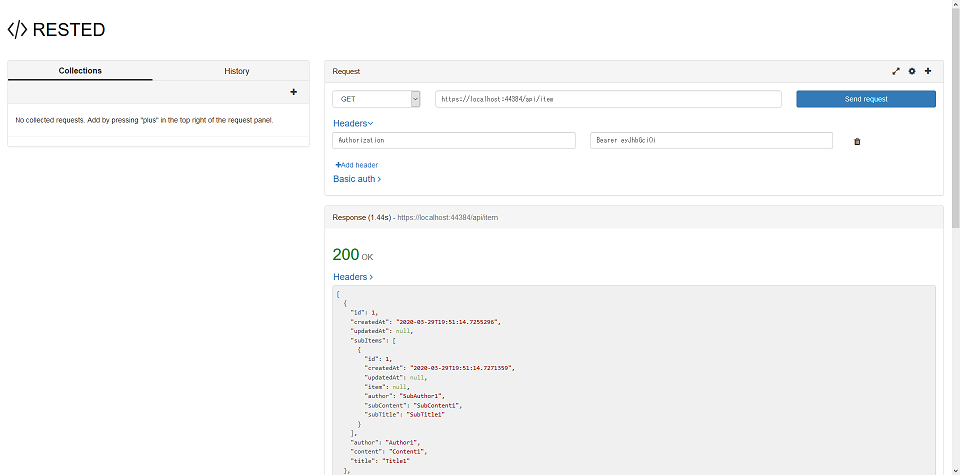 </> RESTED
Collections
History
No collected requests. Add by pressing "plus" in the top right of the request panel.
Request
GET
https://localhost:44384/api/item
Send request
Headers
Authorization
Bearer eyJhbGciOi
Add header
Basic auth >
Response (1.44s) - https://localhost:44384/api/item
200 OK
Headers >
[
{
"id": 1,
"createdAt": "2020-03-29T19:51:14.7255296",
"updatedAt": null,
"subItems": [
{
"id": 1,
"createdAt": "2020-03-29T19:51:14.7271359",
"updatedAt": null,
"item": null,
"author": "SubAuthor1",
"subContent": "SubContent1",
"subTitle": "SubTitle1"
}
],
"author": "Author1",
"content": "Content1",
"title": "Title1"
},